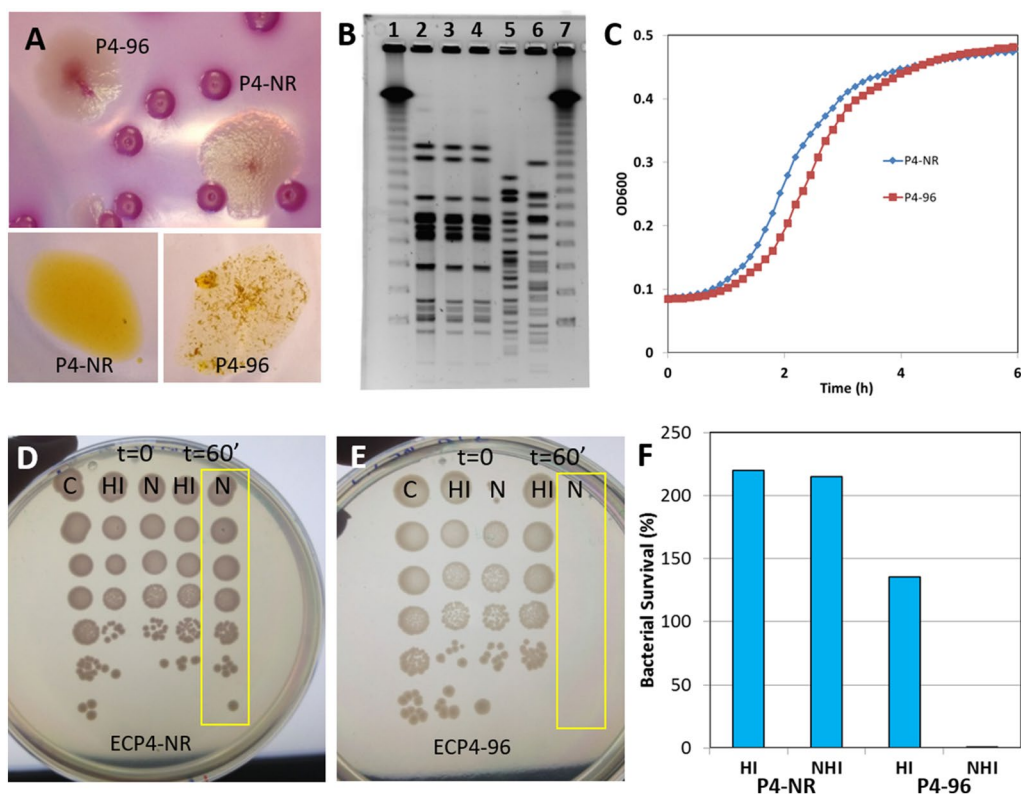 A
P4-96
P4-NR
P4-NR
P4-96
B
1 2 3 4 5 6 7
C
0.5
0.4
0.3
0.2
0.1
0
OD600
P4-NR
P4-96
0 2 4 6
Time (h)
D
t=0 t=60’
C HI N HI N
ECP4-NR
E
t=0 t=60’
C HI N HI N
ECP4-96
F
250
200
150
100
50
0
Bacterial Survival (%)
HI NHI HI NHI
P4-NR P4-96